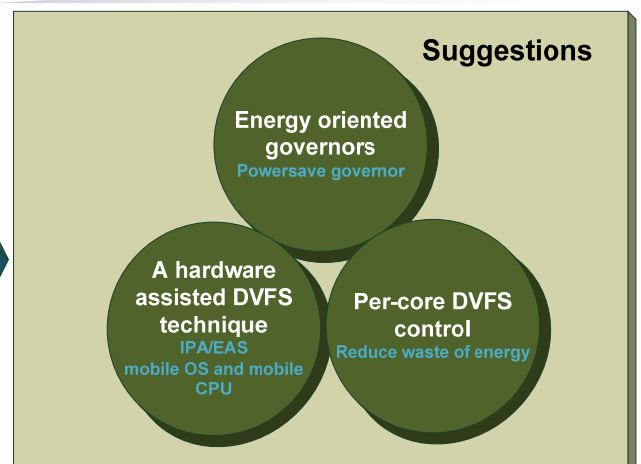 Suggestions
Energy oriented
governors
Powersave governor
A hardware
assisted DVFS
technique
IPA/EAS
mobile OS and mobile
CPU
Per-core DVFS
control
Reduce waste of energy